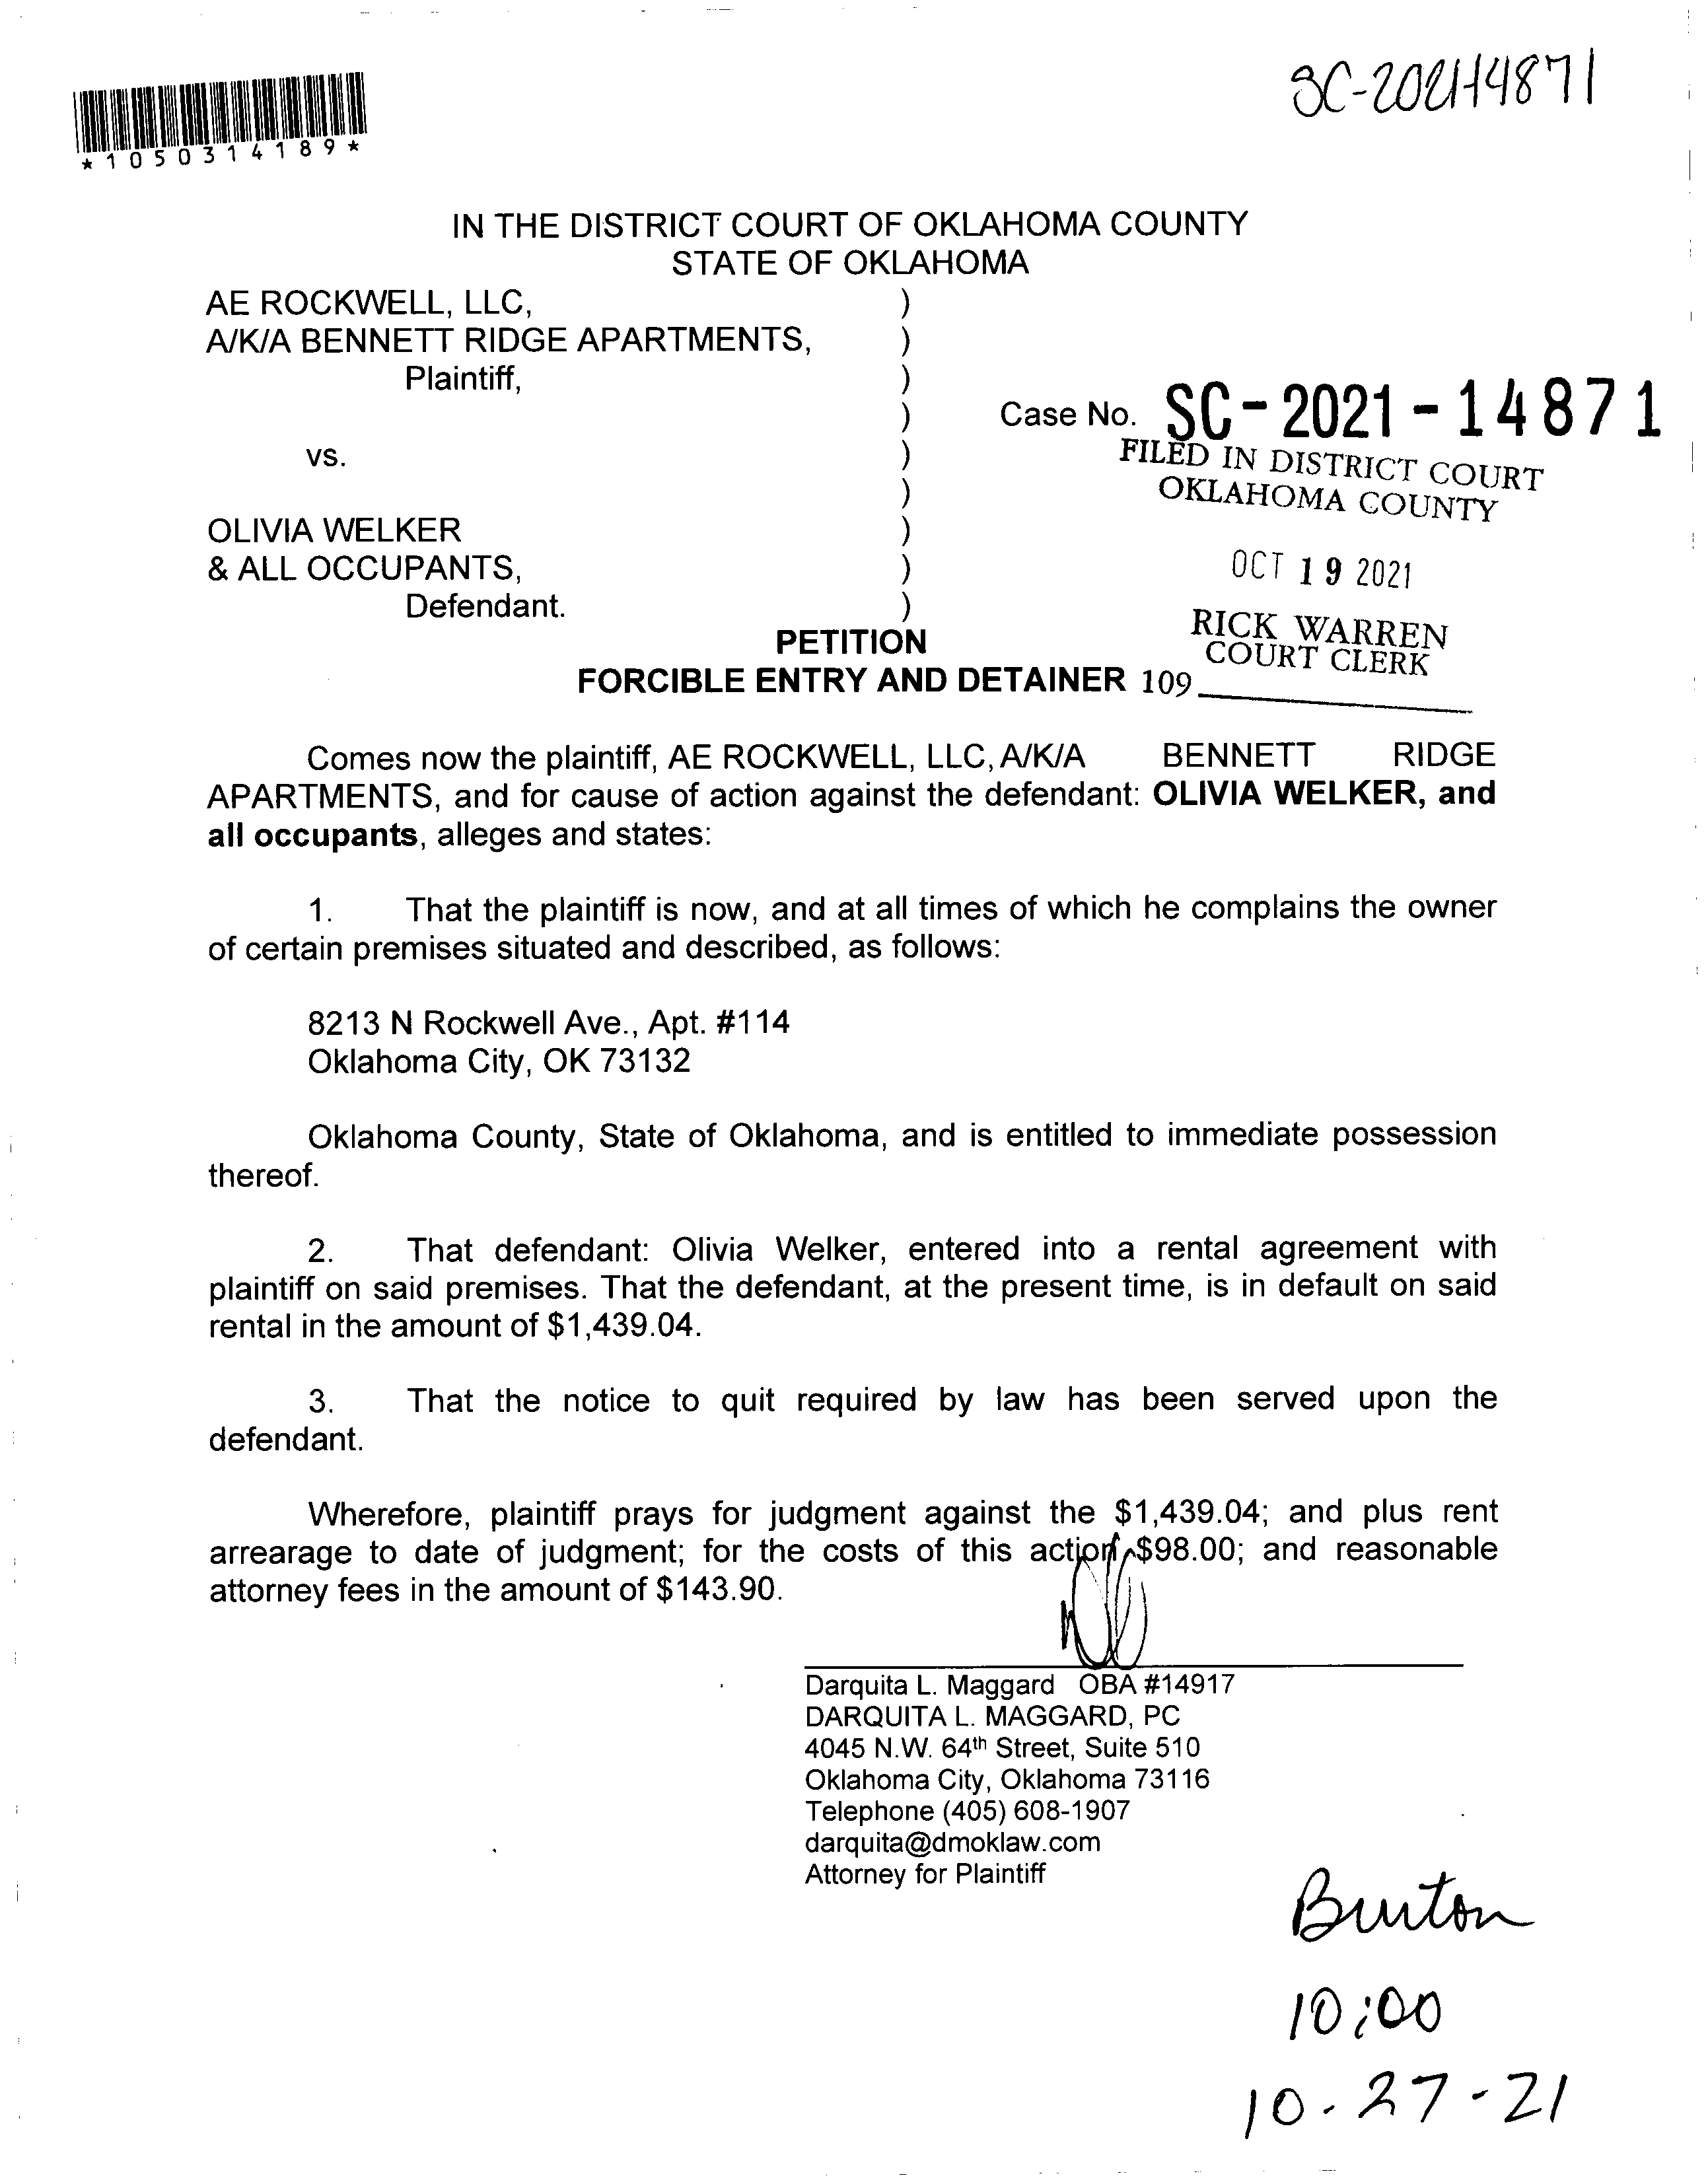 SC-2021-14871
*1050314189*
IN THE DISTRICT COURT OF OKLAHOMA COUNTY
STATE OF OKLAHOMA
AE ROCKWELL, LLC, )
A/K/A BENNETT RIDGE APARTMENTS, )
Plaintiff, )
) Case No. SC-2021-14871
vs. ) FILED IN DISTRICT COURT
) OKLAHOMA COUNTY
OLIVIA WELKER )
& ALL OCCUPANTS, ) OCT 19 2021
Defendant. )
PETITION RICK WARREN
COURT CLERK
FORCIBLE ENTRY AND DETAINER 109
Comes now the plaintiff, AE ROCKWELL, LLC, A/K/A BENNETT RIDGE
APARTMENTS, and for cause of action against the defendant: OLIVIA WELKER, and
all occupants, alleges and states:
1. That the plaintiff is now, and at all times of which he complains the owner
of certain premises situated and described, as follows:
8213 N Rockwell Ave., Apt. #114
Oklahoma City, OK 73132
Oklahoma County, State of Oklahoma, and is entitled to immediate possession
thereof.
2. That defendant: Olivia Welker, entered into a rental agreement with
plaintiff on said premises. That the defendant, at the present time, is in default on said
rental in the amount of $1,439.04.
3. That the notice to quit required by law has been served upon the
defendant.
Wherefore, plaintiff prays for judgment against the $1,439.04; and plus rent
arrearage to date of judgment; for the costs of this action $98.00; and reasonable
attorney fees in the amount of $143.90.
Darquita L. Maggard OBA #14917
DARQUITA L. MAGGARD, PC
4045 N.W. 64th Street, Suite 510
Oklahoma City, Oklahoma 73116
Telephone (405) 608-1907
darquita@dmoklaw.com
Attorney for Plaintiff
Burton
10:00
10-27-21